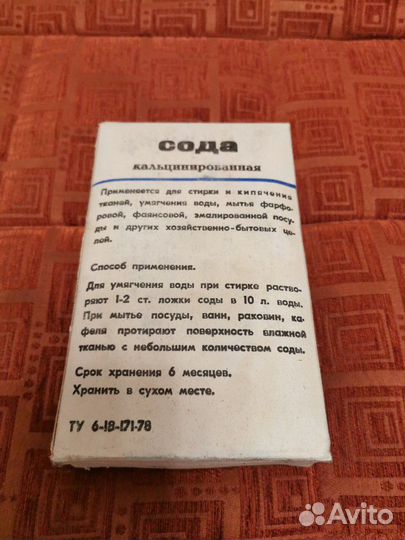 сода
кальцинированная
Применяется для стирки и кипячения
тканей, умягчения воды, мытья фарфо-
ровой, фаянсовой, эмалированной посу-
ды и других хозяйственно-бытовых це-
лей.
Способ применения.
Для умягчения воды при стирке раство-
ряют 1-2 ст. ложки соды в 10 л. воды.
При мытье посуды, ванн, раковин, ка-
феля протирают поверхность влажной
тканью с небольшим количеством соды.
Срок хранения 6 месяцев.
Хранить в сухом месте.
ТУ 6-18-171-78
Avito